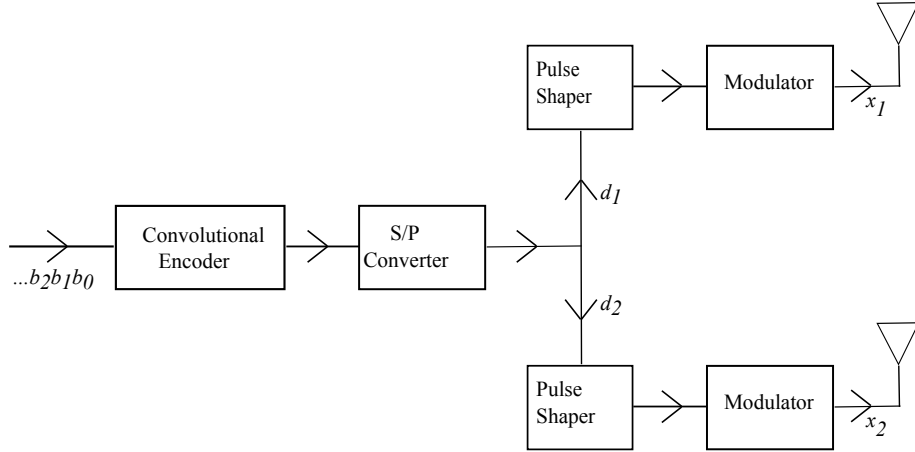 Pulse
Shaper
Modulator
x1
d1
Convolutional
Encoder
S/P
Converter
...b2b1b0
d2
Pulse
Shaper
Modulator
x2